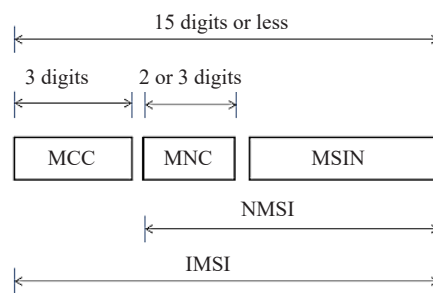 15 digits or less
3 digits 2 or 3 digits
MCC MNC MSIN
NMSI
IMSI